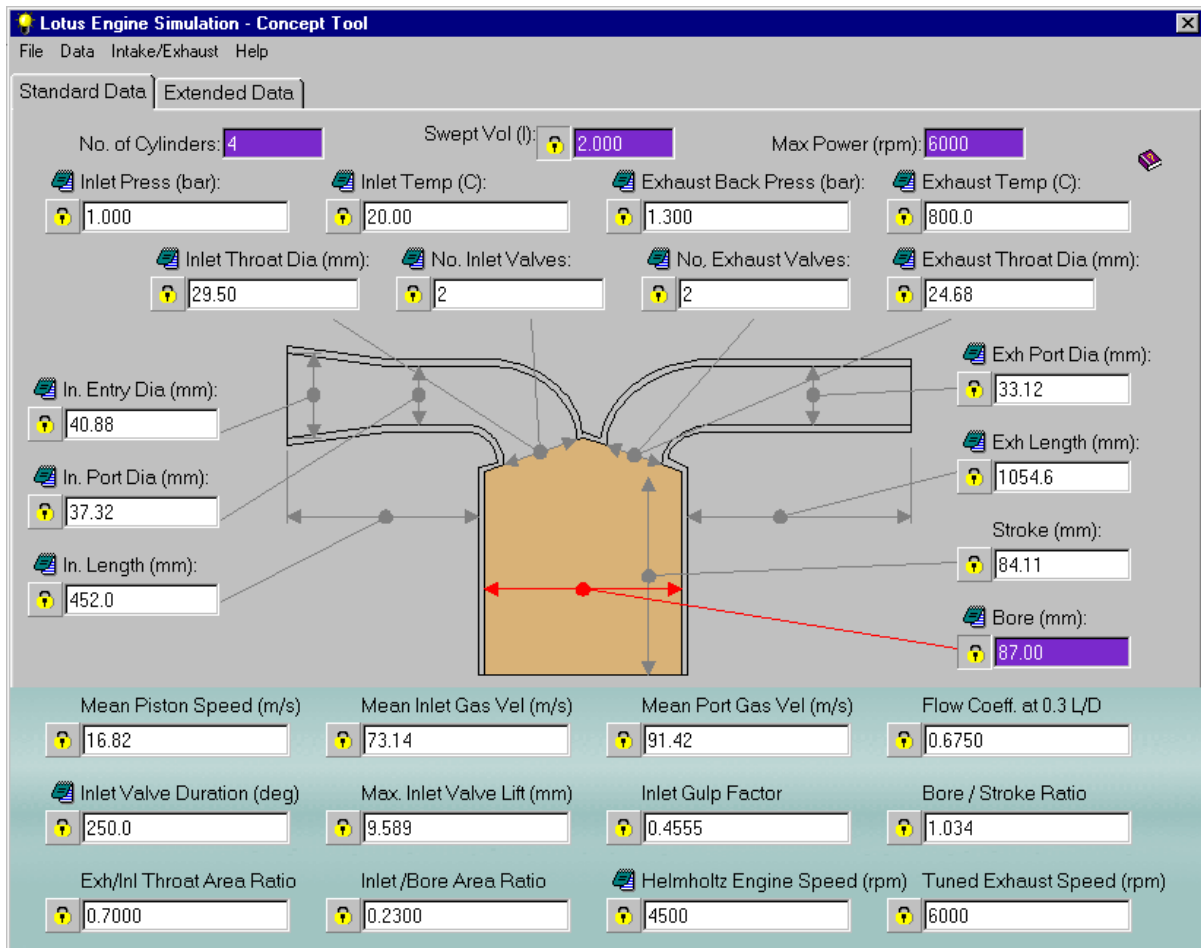 Lotus Engine Simulation - Concept Tool
File Data Intake/Exhaust Help
Standard Data Extended Data
No. of Cylinders: 4 Swept Vol (l): 2.000 Max Power (rpm): 6000
Inlet Press (bar): Inlet Temp (C): Exhaust Back Press (bar): Exhaust Temp (C):
1.000 20.00 1.300 800.0
Inlet Throat Dia (mm): No. Inlet Valves: No, Exhaust Valves: Exhaust Throat Dia (mm):
29.50 2 2 24.68
Exh Port Dia (mm):
33.12
In. Entry Dia (mm):
40.88
Exh Length (mm):
1054.6
In. Port Dia (mm):
37.32
Stroke (mm):
84.11
In. Length (mm):
452.0
Bore (mm):
87.00
Mean Piston Speed (m/s) Mean Inlet Gas Vel (m/s) Mean Port Gas Vel (m/s) Flow Coeff. at 0.3 L/D
16.82 73.14 91.42 0.6750
Inlet Valve Duration (deg) Max. Inlet Valve Lift (mm) Inlet Gulp Factor Bore / Stroke Ratio
250.0 9.589 0.4555 1.034
Exh/Inl Throat Area Ratio Inlet /Bore Area Ratio Helmholtz Engine Speed (rpm) Tuned Exhaust Speed (rpm)
0.7000 0.2300 4500 6000